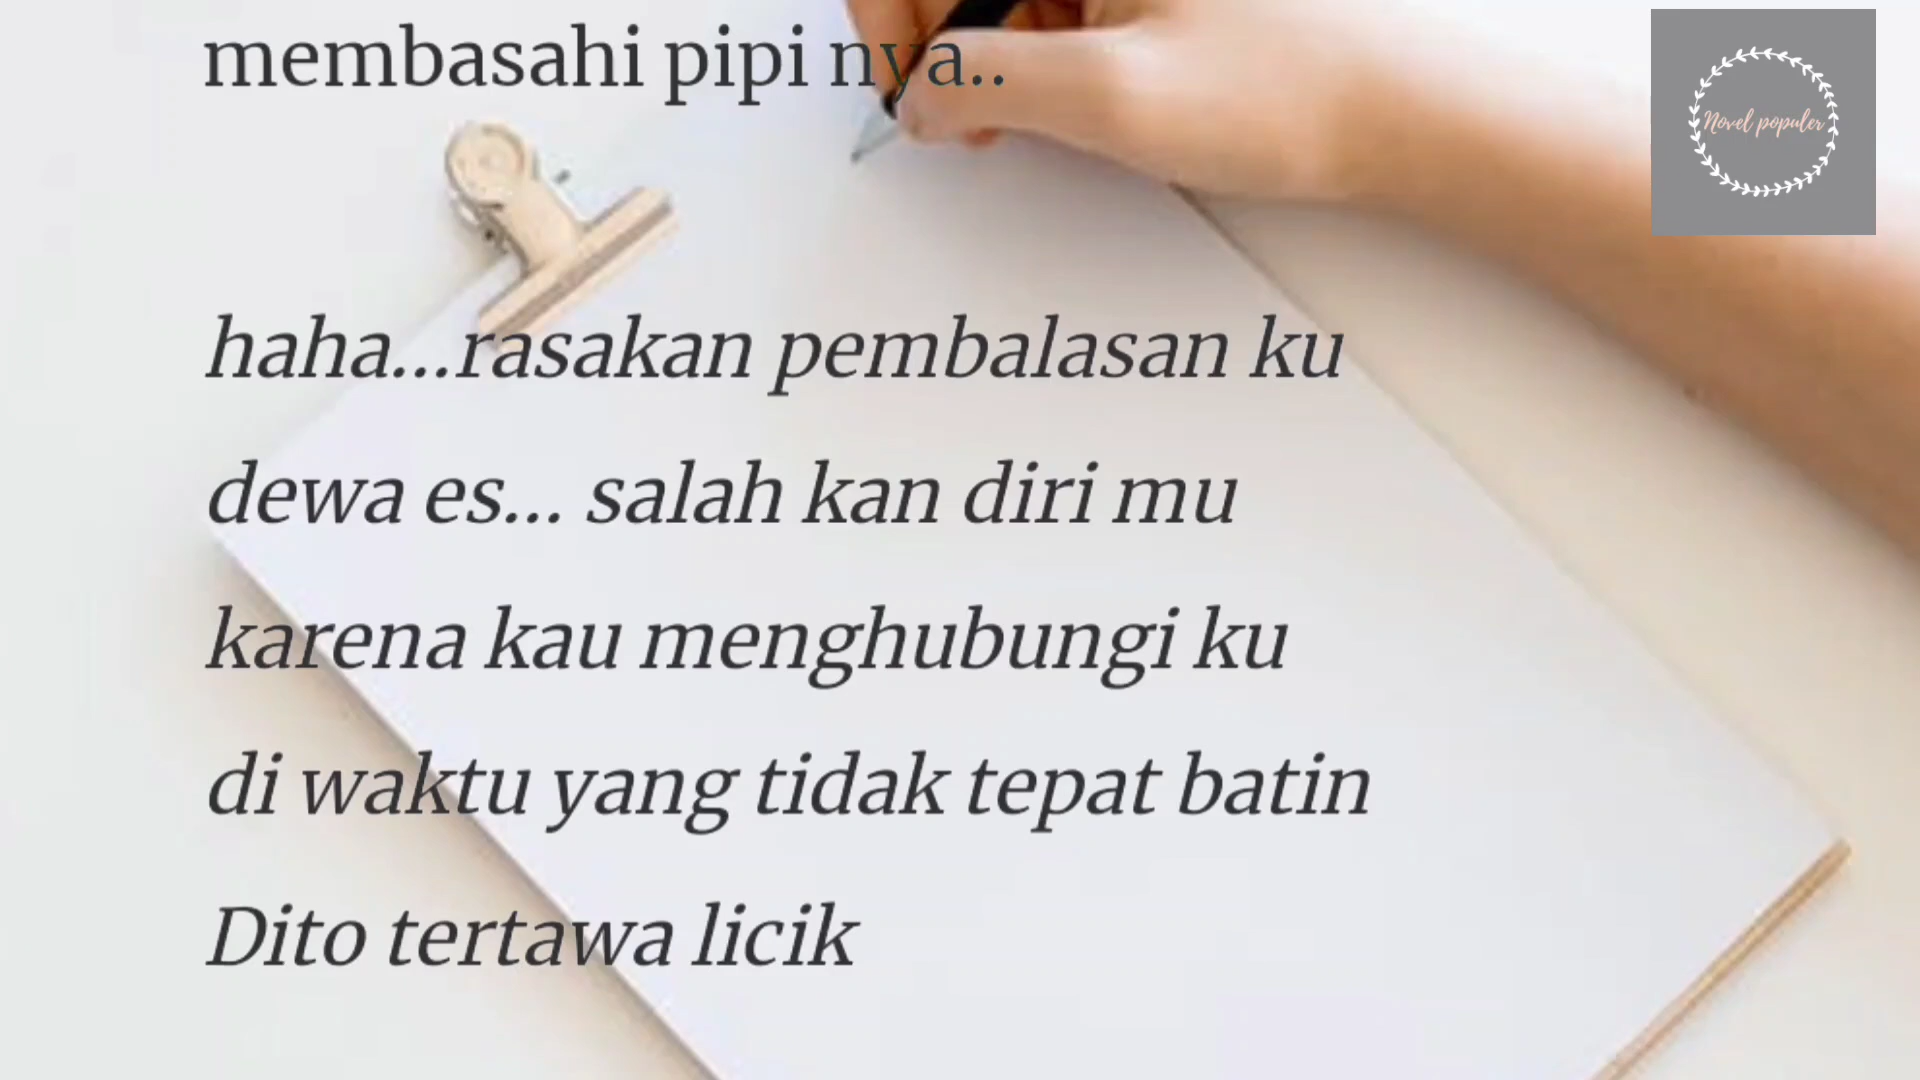 membasahi pipi nya..
Novel populer
haha...rasakan pembalasan ku
dewa es... salah kan diri mu
karena kau menghubungi ku
di waktu yang tidak tepat batin
Dito tertawa licik